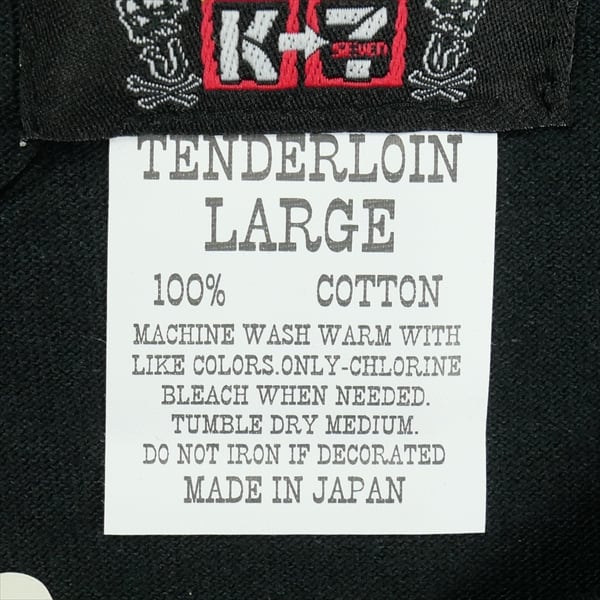 K→7
SEVEN
TENDERLOIN
LARGE
100% COTTON
MACHINE WASH WARM WITH
LIKE COLORS.ONLY-CHLORINE
BLEACH WHEN NEEDED.
TUMBLE DRY MEDIUM.
DO NOT IRON IF DECORATED
MADE IN JAPAN